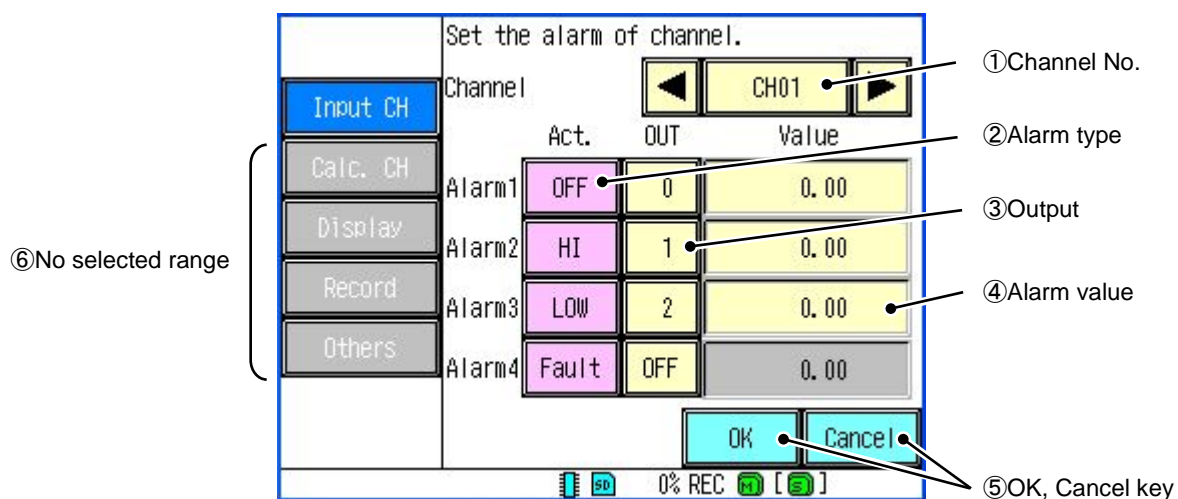 Set the alarm of channel.
Channel ◀ CH01 ▶
Input CH
Calc. CH
Display
Record
Others
Act. OUT Value
Alarm1 OFF 0 0.00
Alarm2 HI 1 0.00
Alarm3 LOW 2 0.00
Alarm4 Fault OFF 0.00
OK Cancel
SD 0% REC M [S]
①Channel No.
②Alarm type
③Output
④Alarm value
⑤OK, Cancel key
⑥No selected range